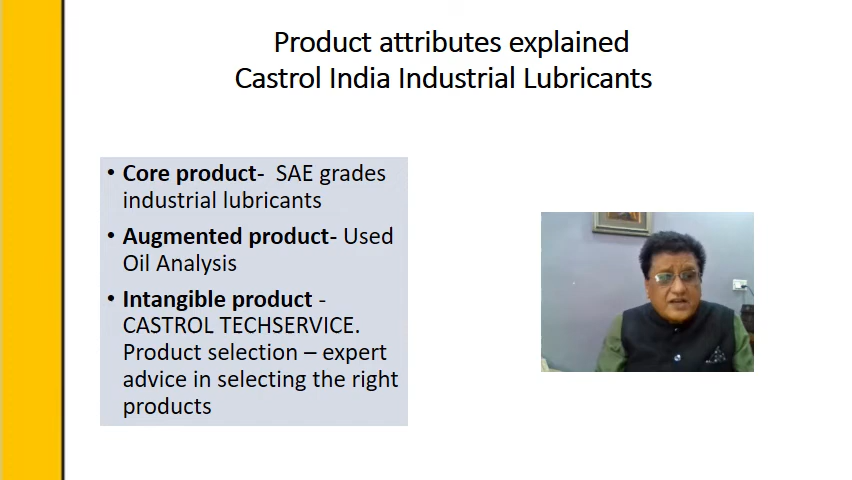 Product attributes explained
Castrol India Industrial Lubricants
• Core product-  SAE grades
industrial lubricants
• Augmented product- Used
Oil Analysis
• Intangible product -
CASTROL TECHSERVICE.
Product selection – expert
advice in selecting the right
products